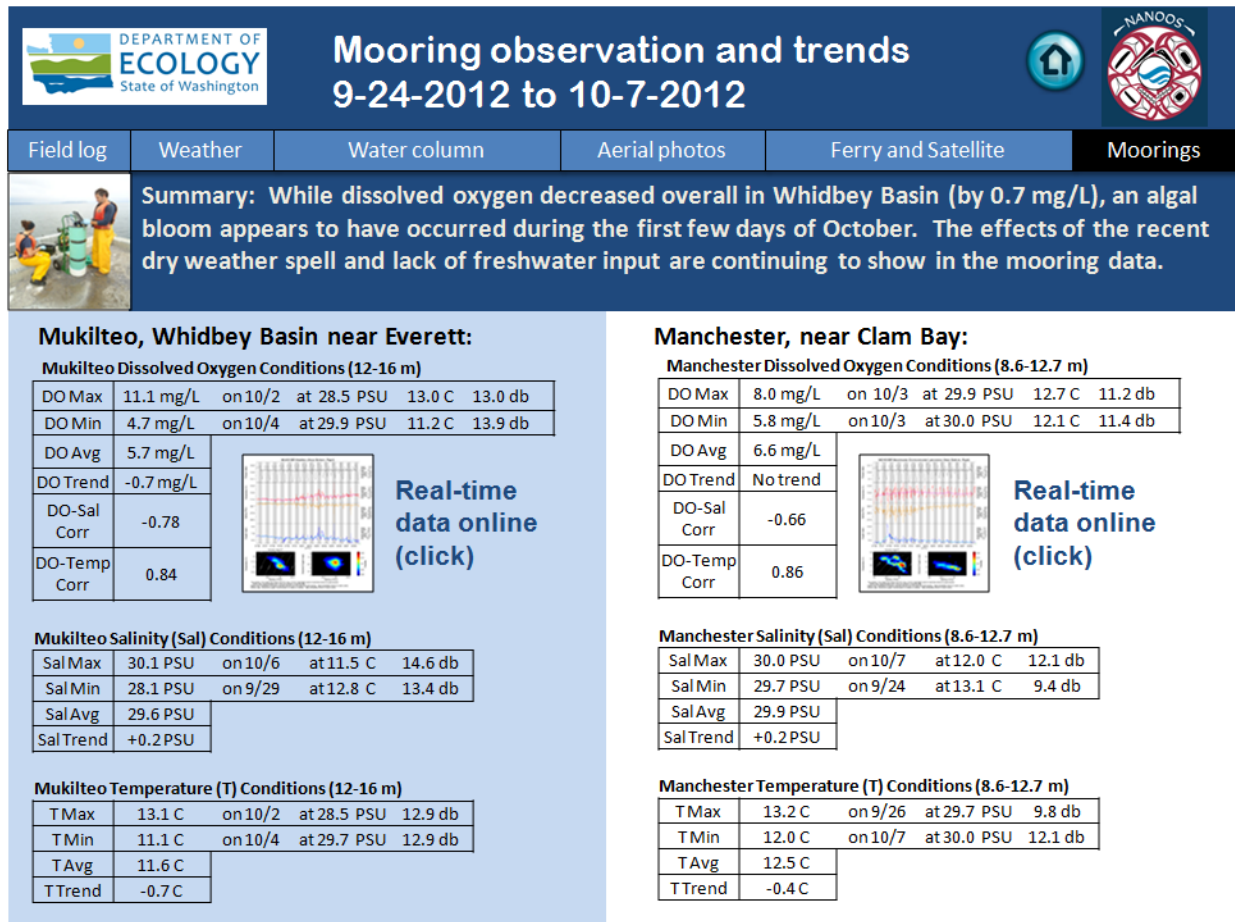 DEPARTMENT OF
ECOLOGY
State of Washington
Mooring observation and trends
9-24-2012 to 10-7-2012
NANOOS
Field log Weather Water column Aerial photos Ferry and Satellite Moorings
Summary: While dissolved oxygen decreased overall in Whidbey Basin (by 0.7 mg/L), an algal
bloom appears to have occurred during the first few days of October. The effects of the recent
dry weather spell and lack of freshwater input are continuing to show in the mooring data.
Mukilteo, Whidbey Basin near Everett:
Mukilteo Dissolved Oxygen Conditions (12-16 m)
DO Max 11.1 mg/L on 10/2 at 28.5 PSU 13.0 C 13.0 db
DO Min 4.7 mg/L on 10/4 at 29.9 PSU 11.2 C 13.9 db
DO Avg 5.7 mg/L
DO Trend -0.7 mg/L
DO-Sal
Corr -0.78
DO-Temp
Corr 0.84
Real-time
data online
(click)
Mukilteo Salinity (Sal) Conditions (12-16 m)
Sal Max 30.1 PSU on 10/6 at 11.5 C 14.6 db
Sal Min 28.1 PSU on 9/29 at 12.8 C 13.4 db
Sal Avg 29.6 PSU
Sal Trend +0.2 PSU
Mukilteo Temperature (T) Conditions (12-16 m)
T Max 13.1 C on 10/2 at 28.5 PSU 12.9 db
T Min 11.1 C on 10/4 at 29.7 PSU 12.9 db
T Avg 11.6 C
T Trend -0.7 C
Manchester, near Clam Bay:
Manchester Dissolved Oxygen Conditions (8.6-12.7 m)
DO Max 8.0 mg/L on 10/3 at 29.9 PSU 12.7 C 11.2 db
DO Min 5.8 mg/L on 10/3 at 30.0 PSU 12.1 C 11.4 db
DO Avg 6.6 mg/L
DO Trend No trend
DO-Sal
Corr -0.66
DO-Temp
Corr 0.86
Real-time
data online
(click)
Manchester Salinity (Sal) Conditions (8.6-12.7 m)
Sal Max 30.0 PSU on 10/7 at 12.0 C 12.1 db
Sal Min 29.7 PSU on 9/24 at 13.1 C 9.4 db
Sal Avg 29.9 PSU
Sal Trend +0.2 PSU
Manchester Temperature (T) Conditions (8.6-12.7 m)
T Max 13.2 C on 9/26 at 29.7 PSU 9.8 db
T Min 12.0 C on 10/7 at 30.0 PSU 12.1 db
T Avg 12.5 C
T Trend -0.4 C